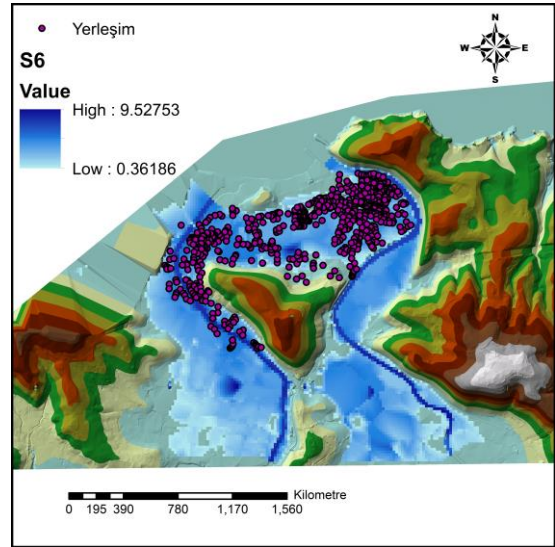 Yerleşim
S6
Value
High : 9.52753
Low : 0.36186
N
W E
S
Kilometre
0 195 390 780 1,170 1,560